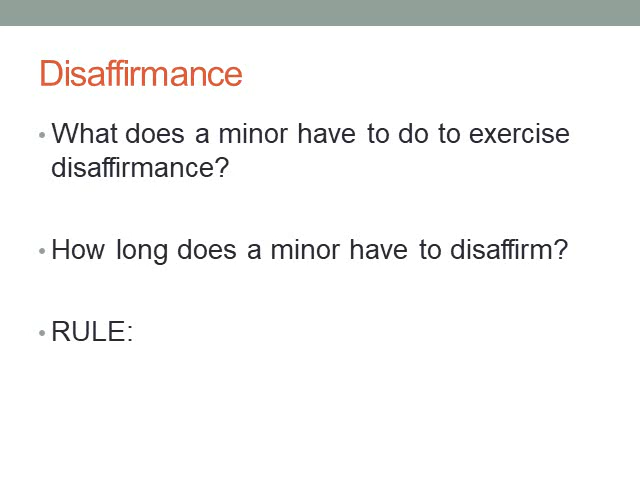 Disaffirmance
• What does a minor have to do to exercise
disaffirmance?
• How long does a minor have to disaffirm?
• RULE: